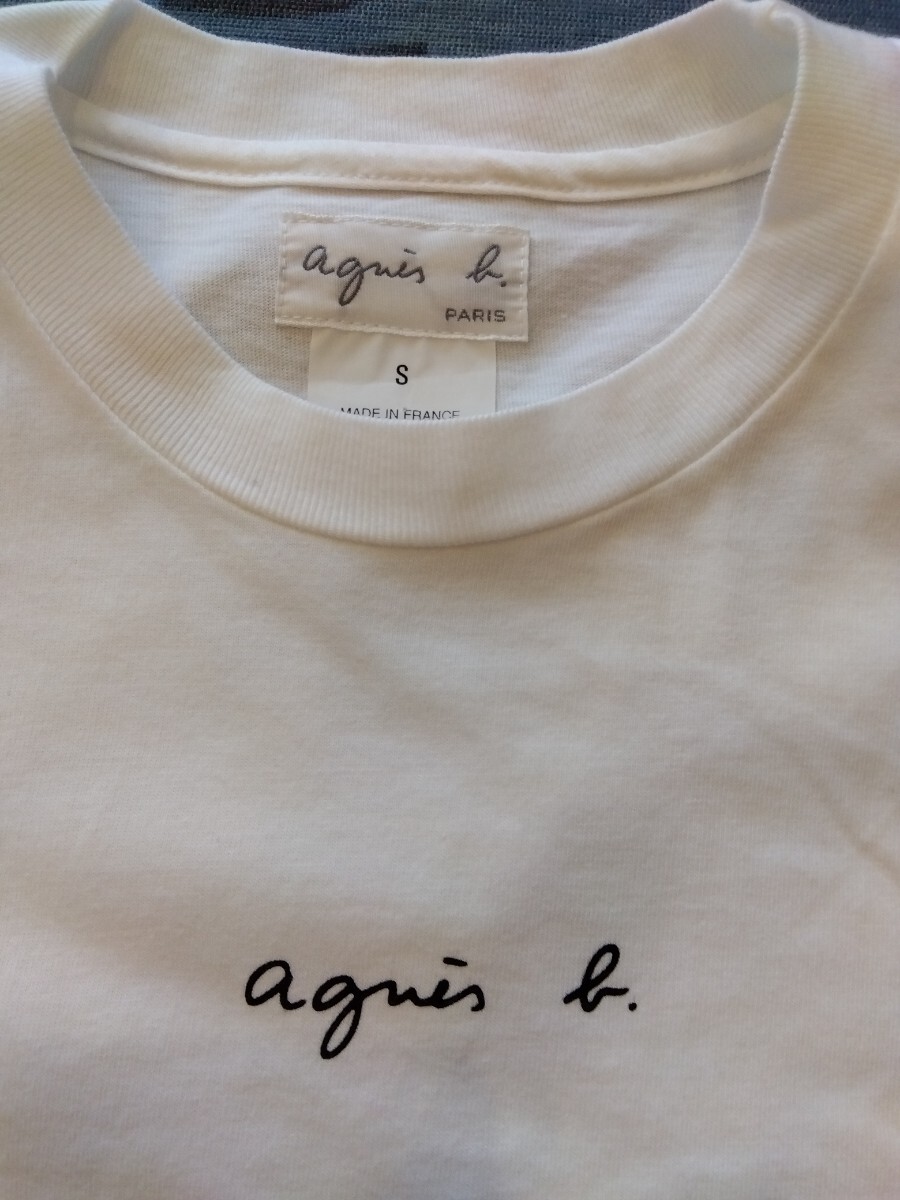 agnès b.
PARIS
S
MADE IN FRANCE
agnès b.